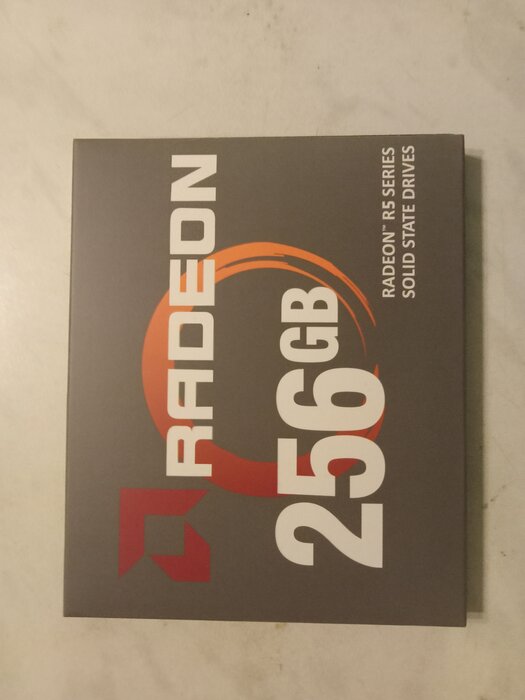 RADEON
256GB
RADEON™ R5 SERIES
SOLID STATE DRIVES